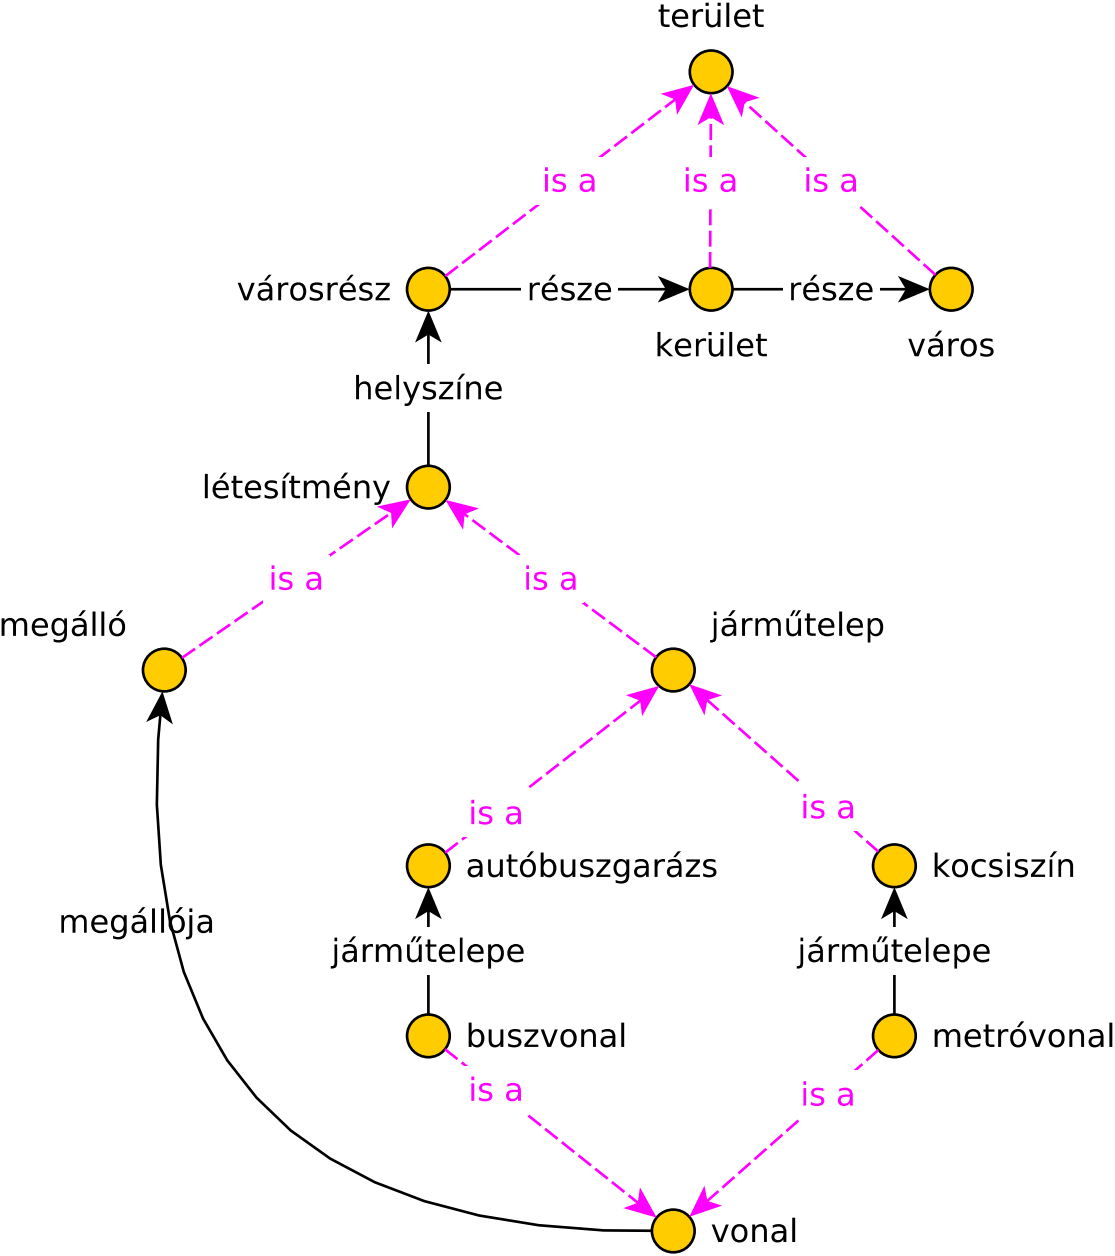 terület
is a
is a
is a
városrész
része
része
kerület
város
helyszíne
létesítmény
is a
is a
megálló
járműtelep
is a
is a
autóbuszgarázs
kocsiszín
megállója
járműtelepe
járműtelepe
buszvonal
metróvonal
is a
is a
vonal